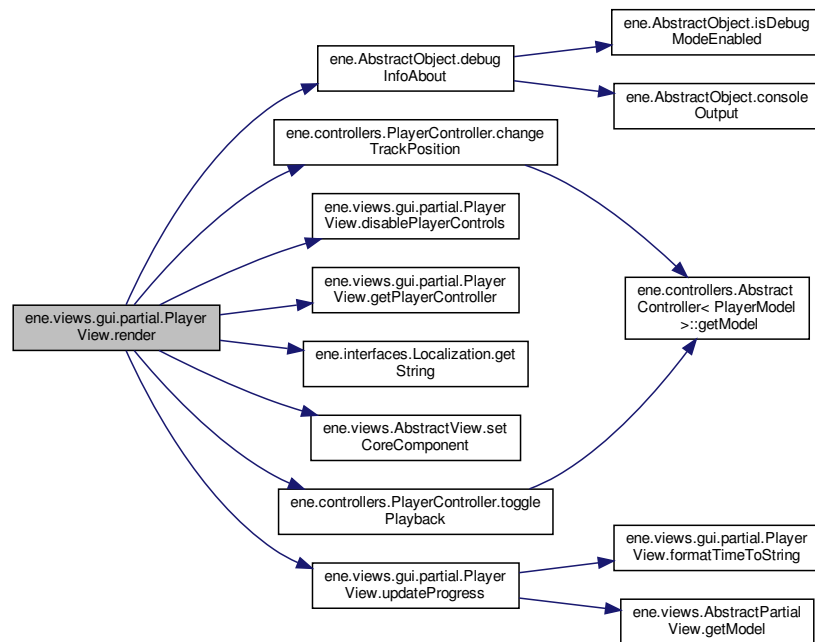 ene.views.gui.partial.Player
View.render
ene.AbstractObject.debug
InfoAbout
ene.controllers.PlayerController.change
TrackPosition
ene.views.gui.partial.Player
View.disablePlayerControls
ene.views.gui.partial.Player
View.getPlayerController
ene.interfaces.Localization.get
String
ene.views.AbstractView.set
CoreComponent
ene.controllers.PlayerController.toggle
Playback
ene.views.gui.partial.Player
View.updateProgress
ene.AbstractObject.isDebug
ModeEnabled
ene.AbstractObject.console
Output
ene.controllers.Abstract
Controller< PlayerModel
>::getModel
ene.views.gui.partial.Player
View.formatTimeToString
ene.views.AbstractPartial
View.getModel